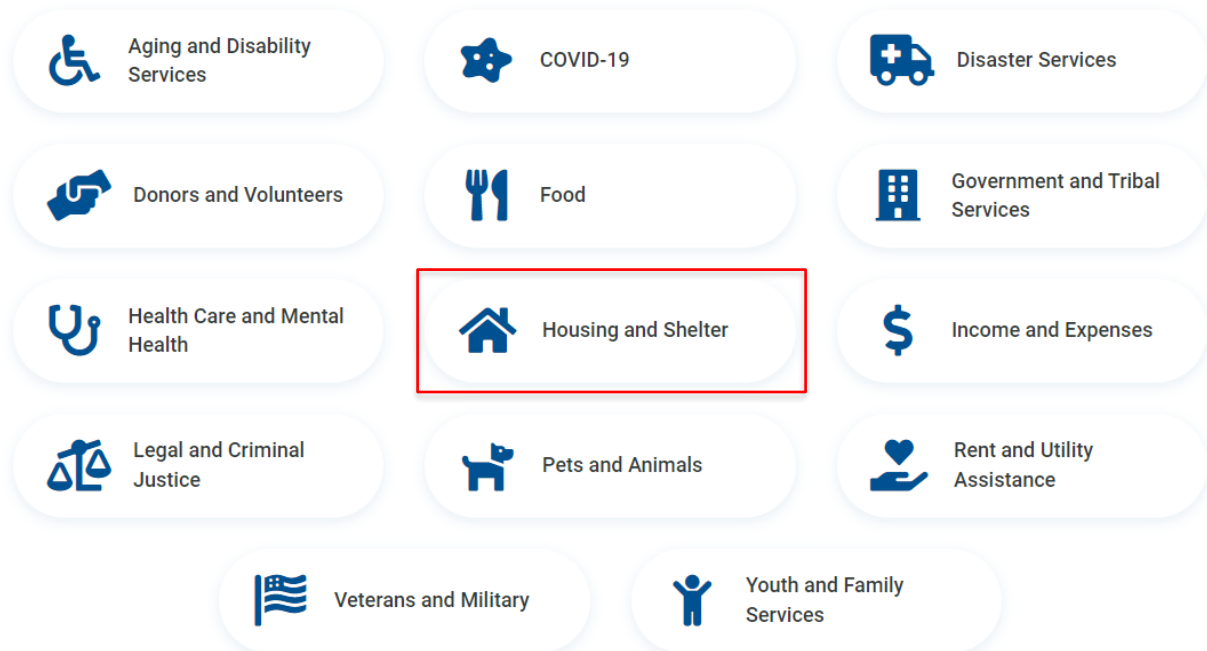 Aging and Disability
Services
COVID-19
Disaster Services
Donors and Volunteers
Food
Government and Tribal
Services
Health Care and Mental
Health
Housing and Shelter
Income and Expenses
Legal and Criminal
Justice
Pets and Animals
Rent and Utility
Assistance
Veterans and Military
Youth and Family
Services